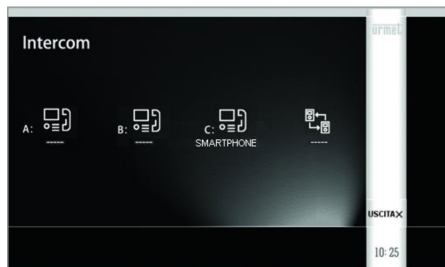 urmet
Intercom
A:
-----
B:
-----
C:
SMARTPHONE
-----
USCITA X
10:25